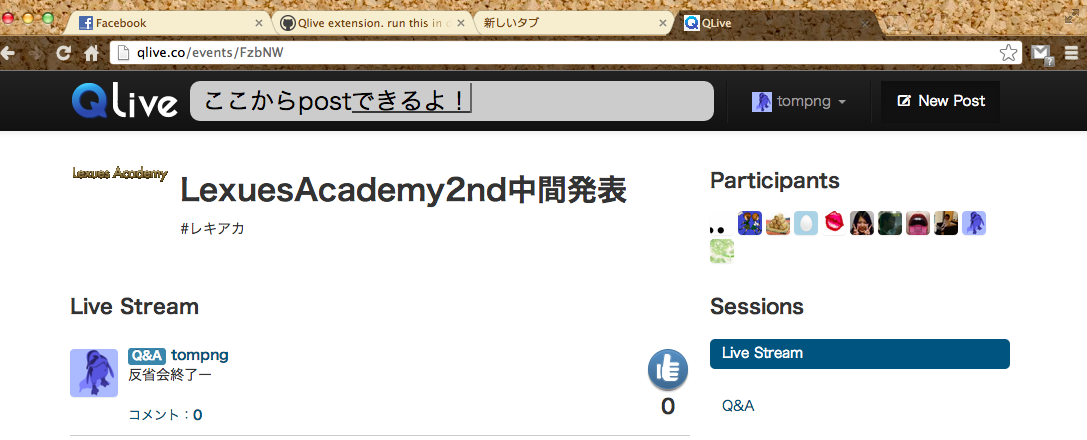 Facebook
Qlive extension. run this in c
新しいタブ
QLive
qlive.co/events/FzbNW
Qlive
ここからpostできるよ！
tompng
New Post
Lexues Academy
LexuesAcademy2nd中間発表
#レキアカ
Participants
Live Stream
Q&A tompng
反省会終了ー
コメント：0
0
Sessions
Live Stream
Q&A